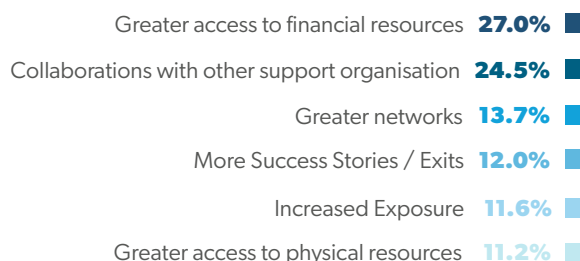 Greater access to financial resources 27.0%
Collaborations with other support organisation 24.5%
Greater networks 13.7%
More Success Stories / Exits 12.0%
Increased Exposure 11.6%
Greater access to physical resources 11.2%